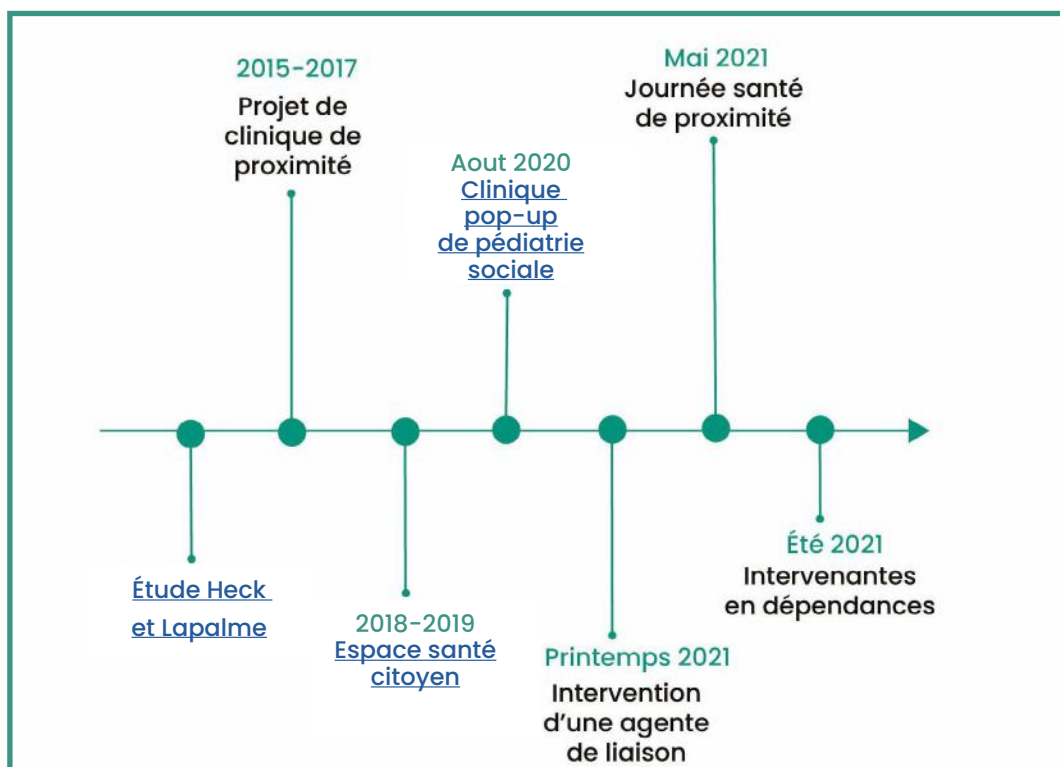 2015-2017
Projet de
clinique de
proximité
Aout 2020
Clinique
pop-up
de pédiatrie
sociale
Mai 2021
Journée santé
de proximité
Étude Heck
et Lapalme
2018-2019
Espace santé
citoyen
Printemps 2021
Intervention
d'une agente
de liaison
Été 2021
Intervenantes
en dépendances